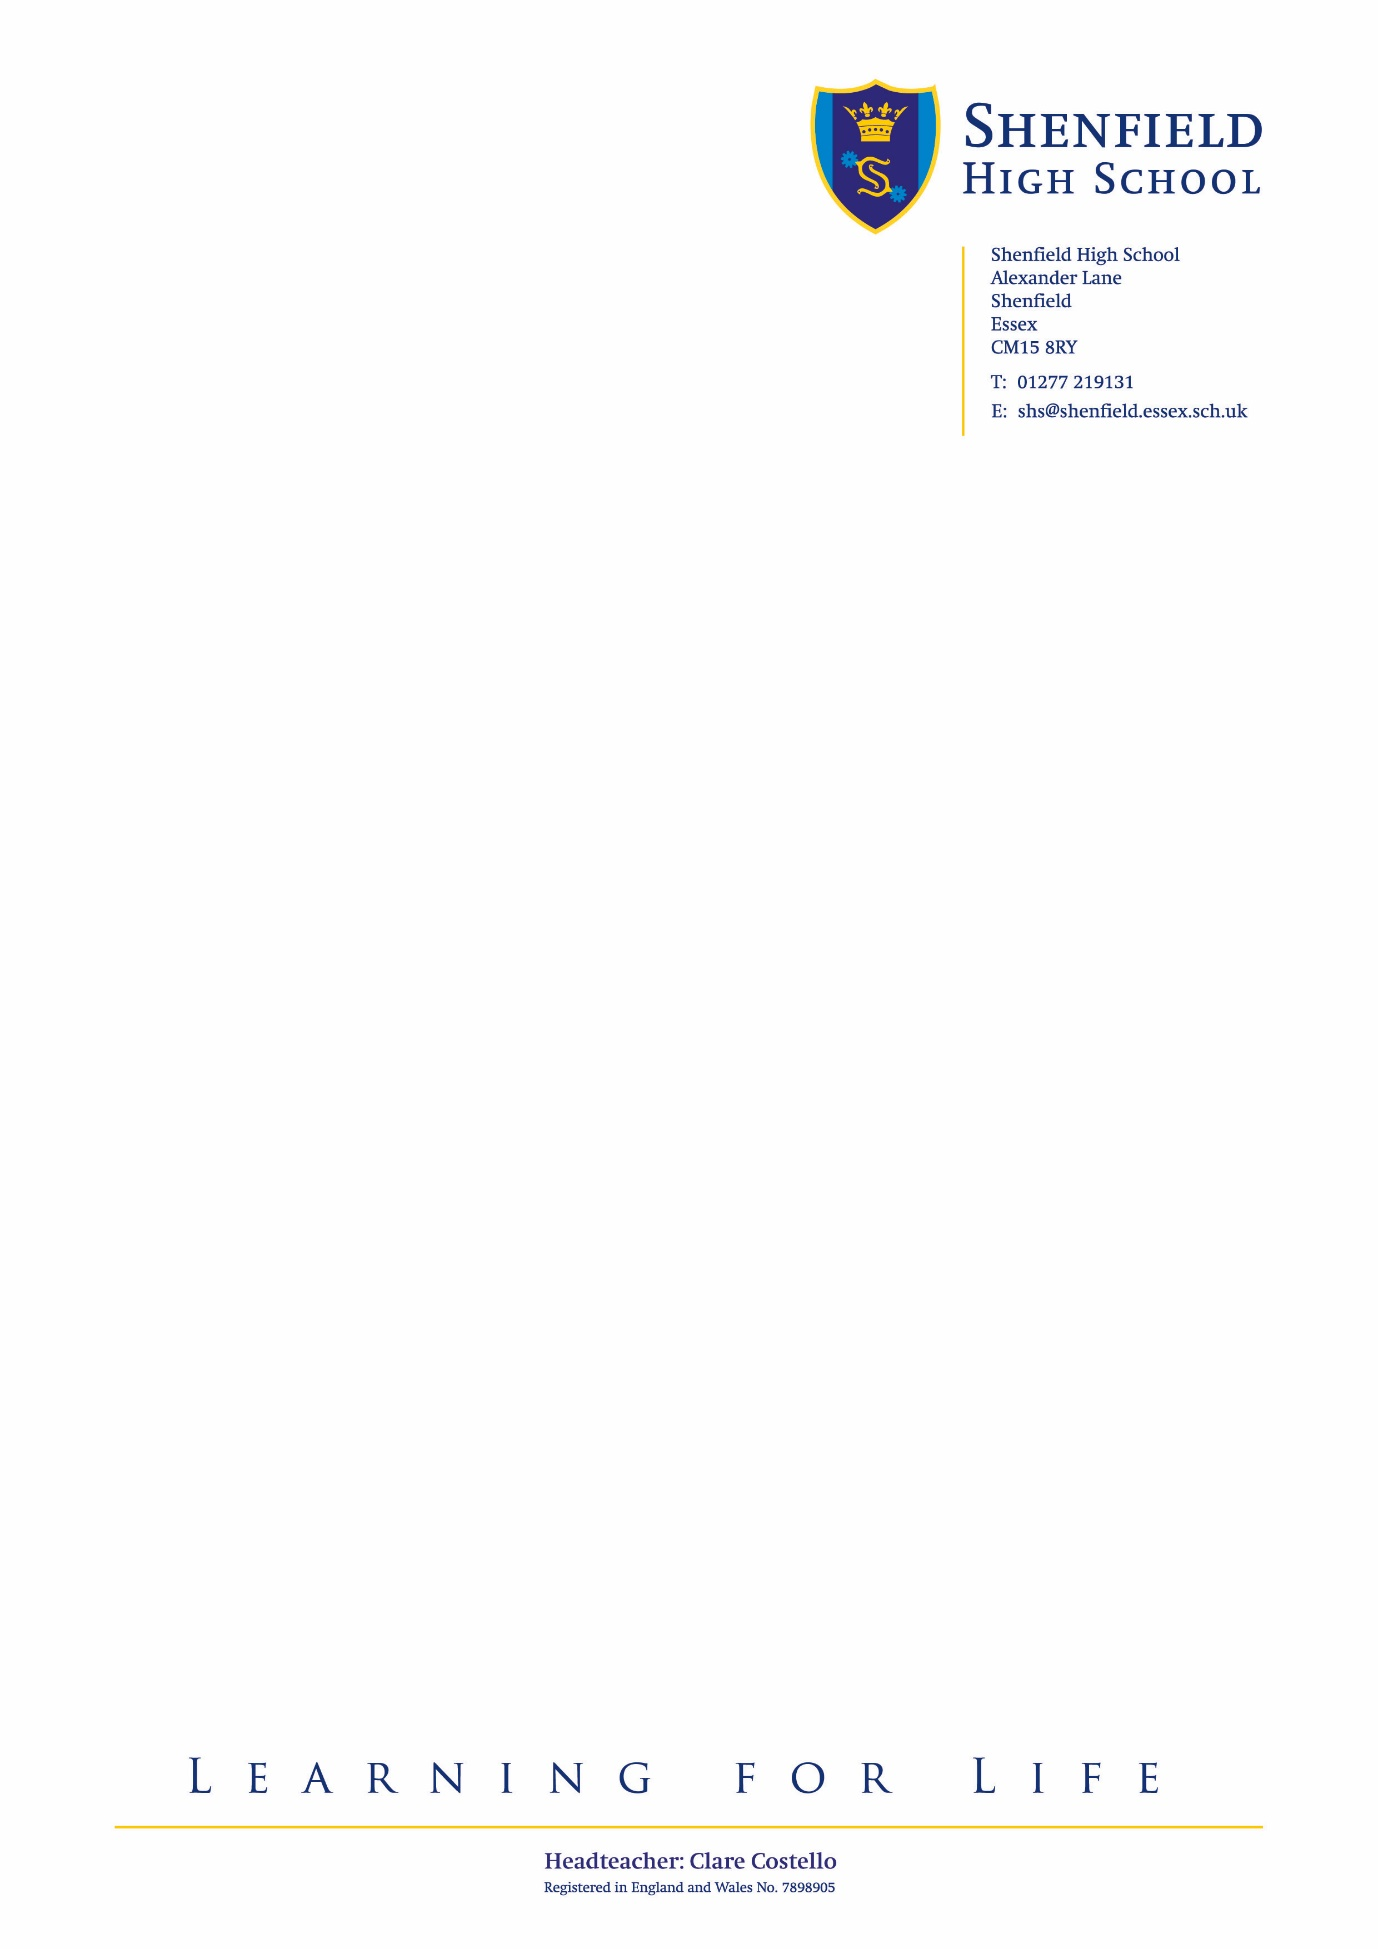 SHENFIELD
HIGH SCHOOL
Shenfield High School
Alexander Lane
Shenfield
Essex
CM15 8RY
T: 01277 219131
E: shs@shenfield.essex.sch.uk
LEARNING FOR LIFE
Headteacher: Clare Costello
Registered in England and Wales No. 7898905